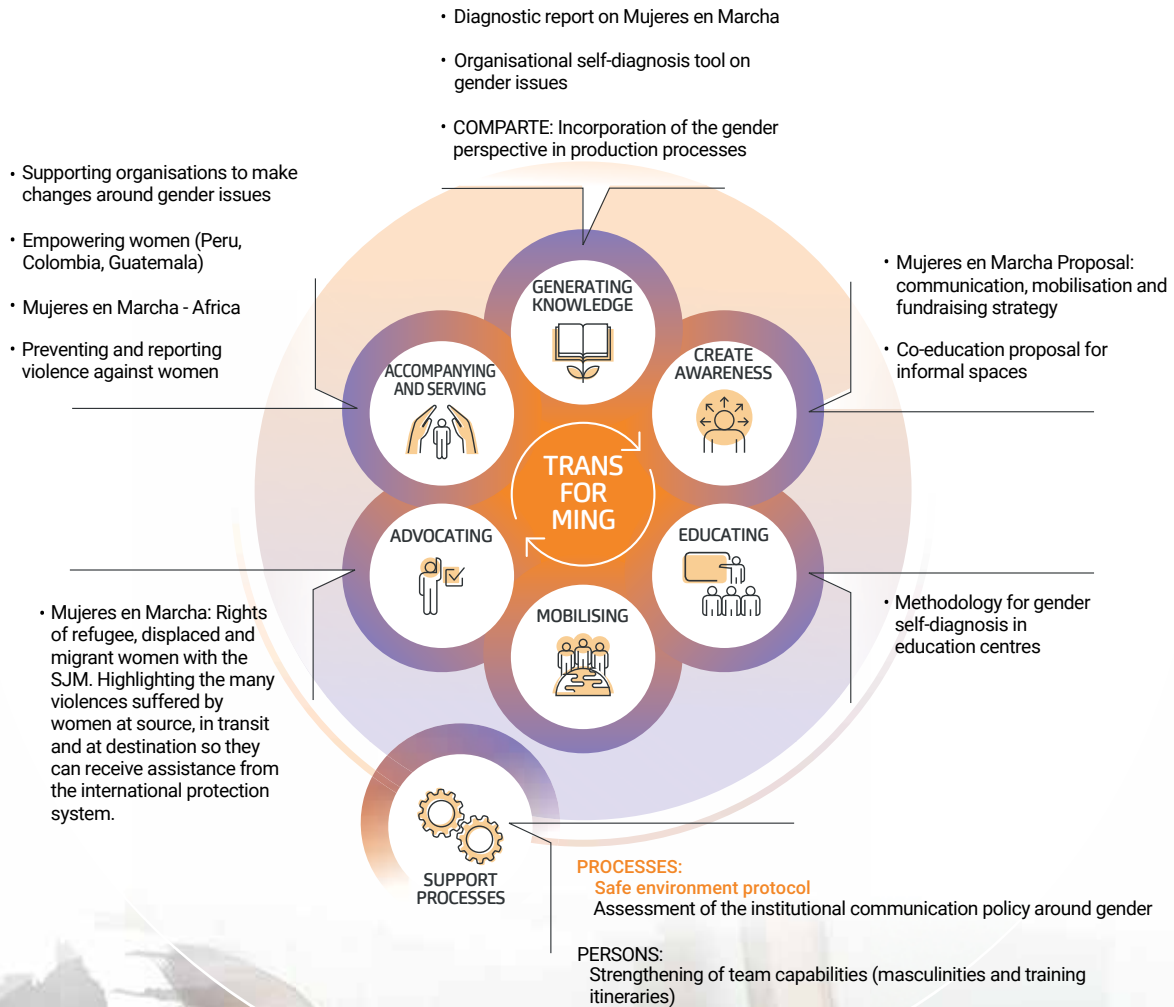 • Diagnostic report on Mujeres en Marcha
• Organisational self-diagnosis tool on
gender issues
• COMPARTE: Incorporation of the gender
perspective in production processes
• Supporting organisations to make
changes around gender issues
• Empowering women (Peru,
Colombia, Guatemala)
• Mujeres en Marcha - Africa
• Preventing and reporting
violence against women
• Mujeres en Marcha Proposal:
communication, mobilisation and
fundraising strategy
• Co-education proposal for
informal spaces
GENERATING
KNOWLEDGE
ACCOMPANYING
AND SERVING
CREATE
AWARENESS
TRANS
FOR
MING
ADVOCATING
EDUCATING
MOBILISING
• Mujeres en Marcha: Rights
of refugee, displaced and
migrant women with the
SJM. Highlighting the many
violences suffered by
women at source, in transit
and at destination so they
can receive assistance from
the international protection
system.
• Methodology for gender
self-diagnosis in
education centres
SUPPORT
PROCESSES
PROCESSES:
Safe environment protocol
Assessment of the institutional communication policy around gender
PERSONS:
Strengthening of team capabilities (masculinities and training
itineraries)